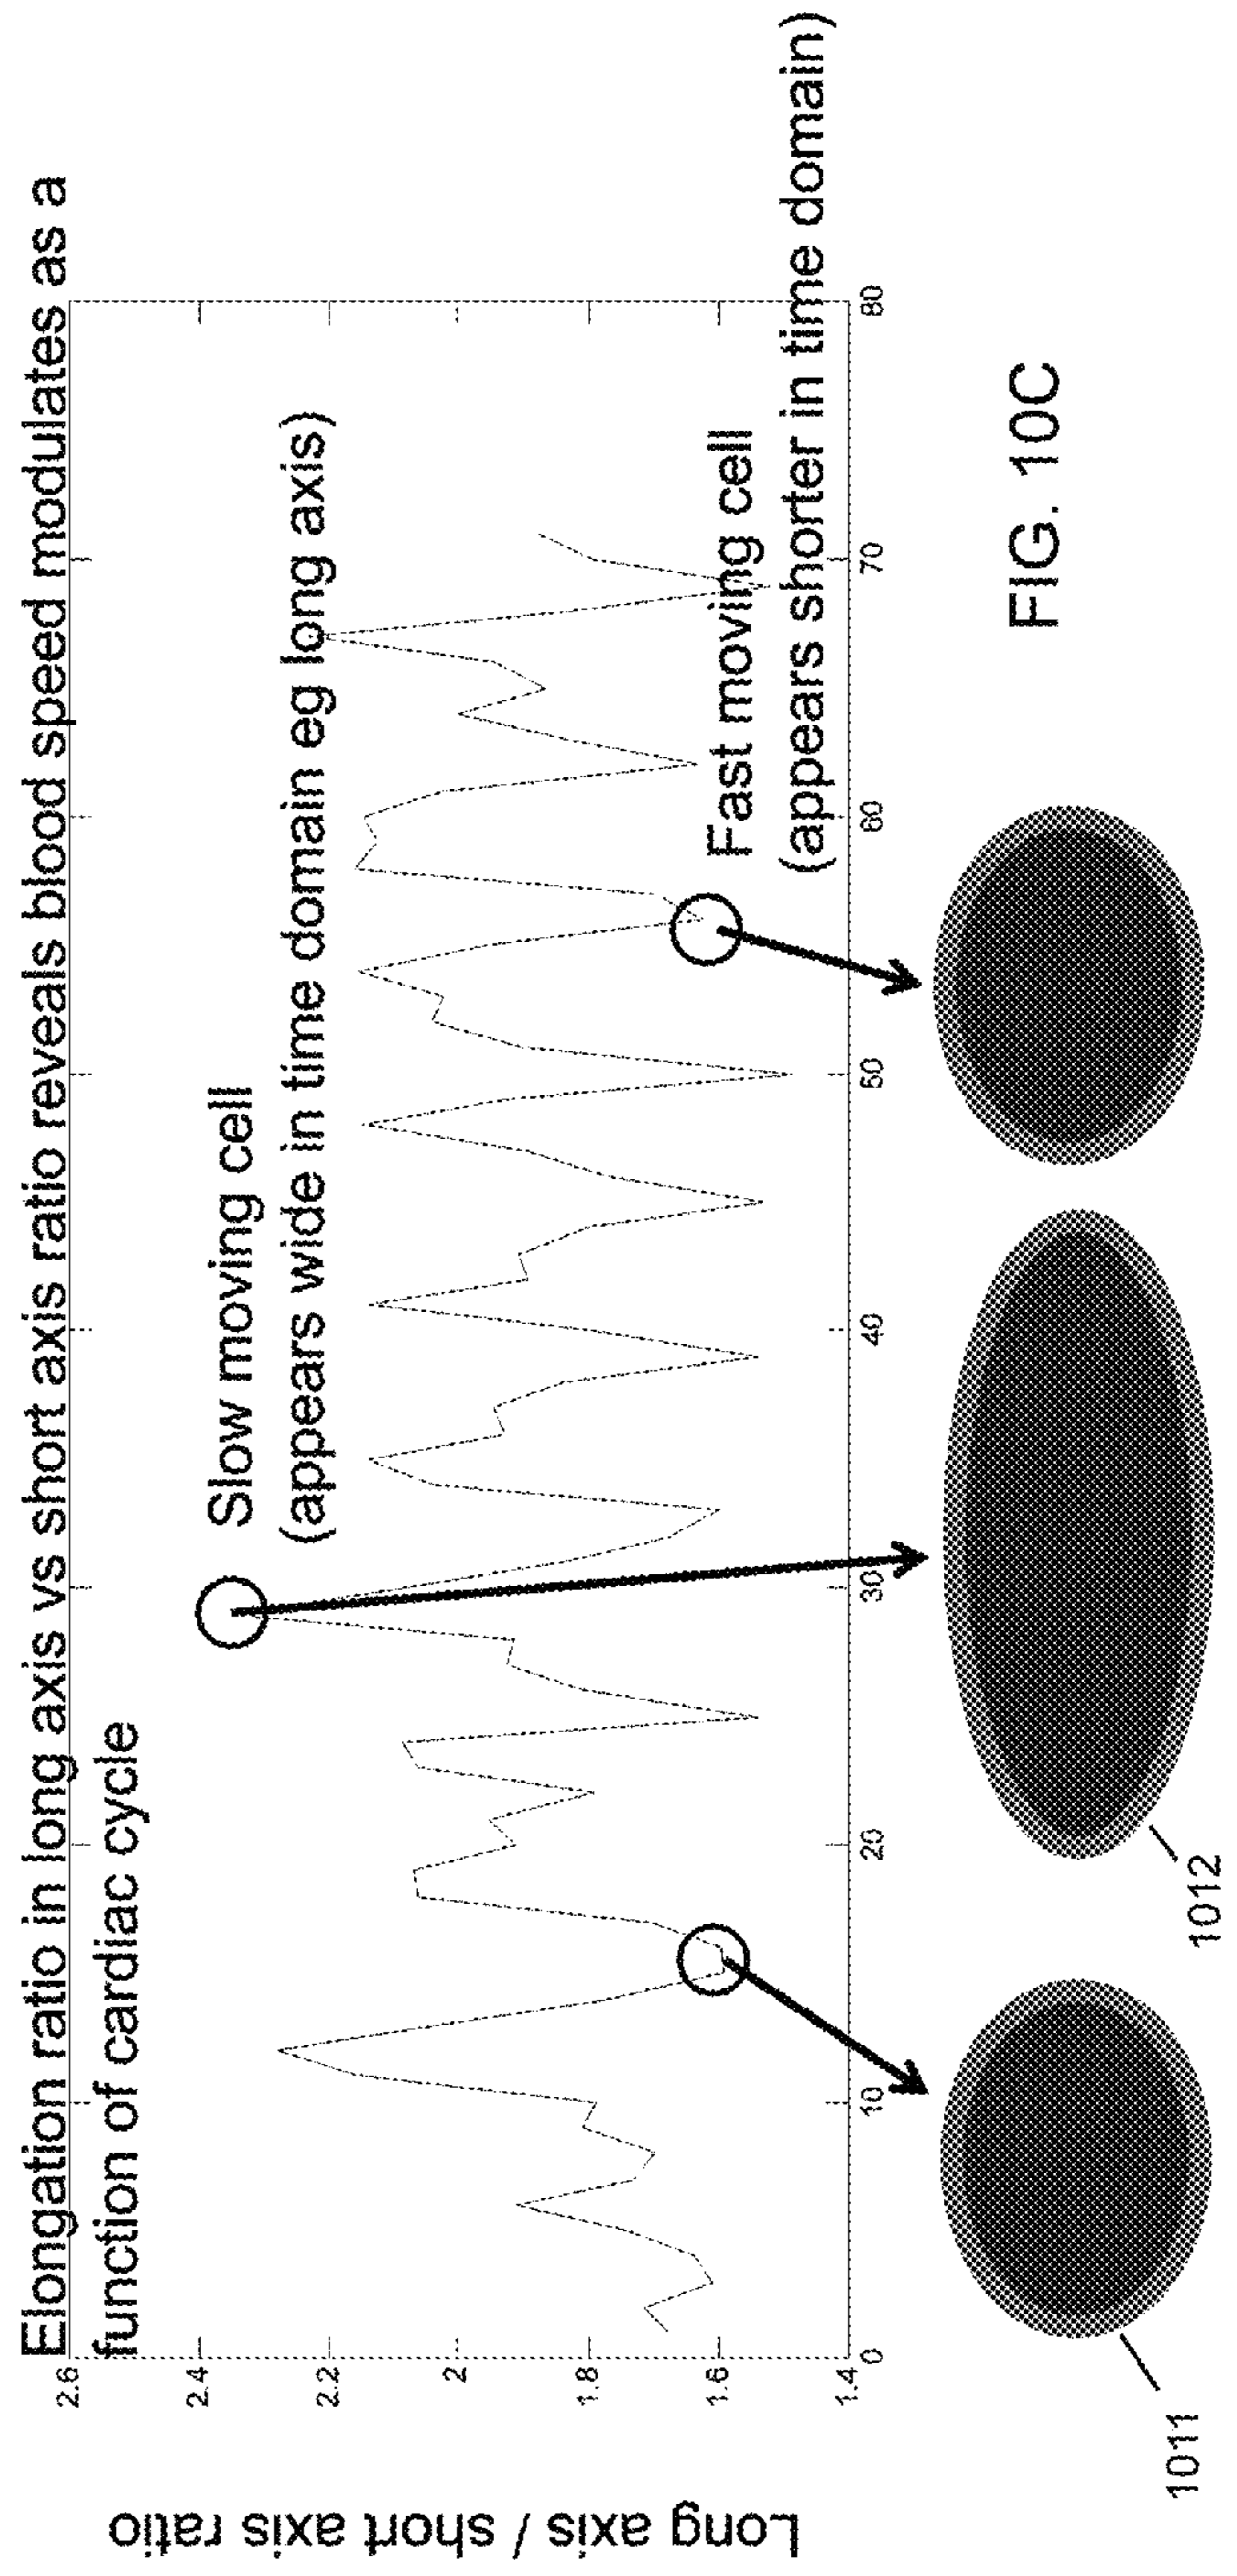 Elongation ratio in long axis vs short axis ratio reveals blood speed modulates as a
function of cardiac cycle
Long axis / short axis ratio
2.6
2.4
2.2
2
1.8
1.6
1.4
Slow moving cell
(appears wide in time domain eg long axis)
Fast moving cell
(appears shorter in time domain)
0
10
20
30
40
50
60
70
80
1011
1012
FIG. 10C